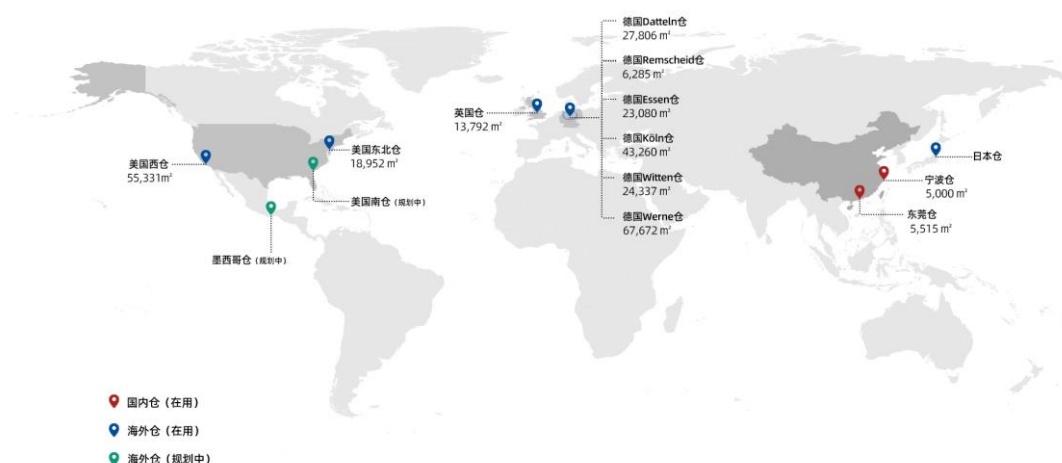 德国Datteln仓
27,806 ㎡
德国Remscheid仓
6,285 ㎡
德国Essen仓
23,080 ㎡
德国Köln仓
43,260 ㎡
德国Witten仓
24,337 ㎡
德国Werne仓
67,672 ㎡
英国仓
13,792 ㎡
美国东北仓
18,952 ㎡
美国西仓
55,331㎡
美国南仓（规划中）
墨西哥仓（规划中）
日本仓
宁波仓
5,000 ㎡
东莞仓
5,515 ㎡
国内仓（在用）
海外仓（在用）
海外仓（规划中）